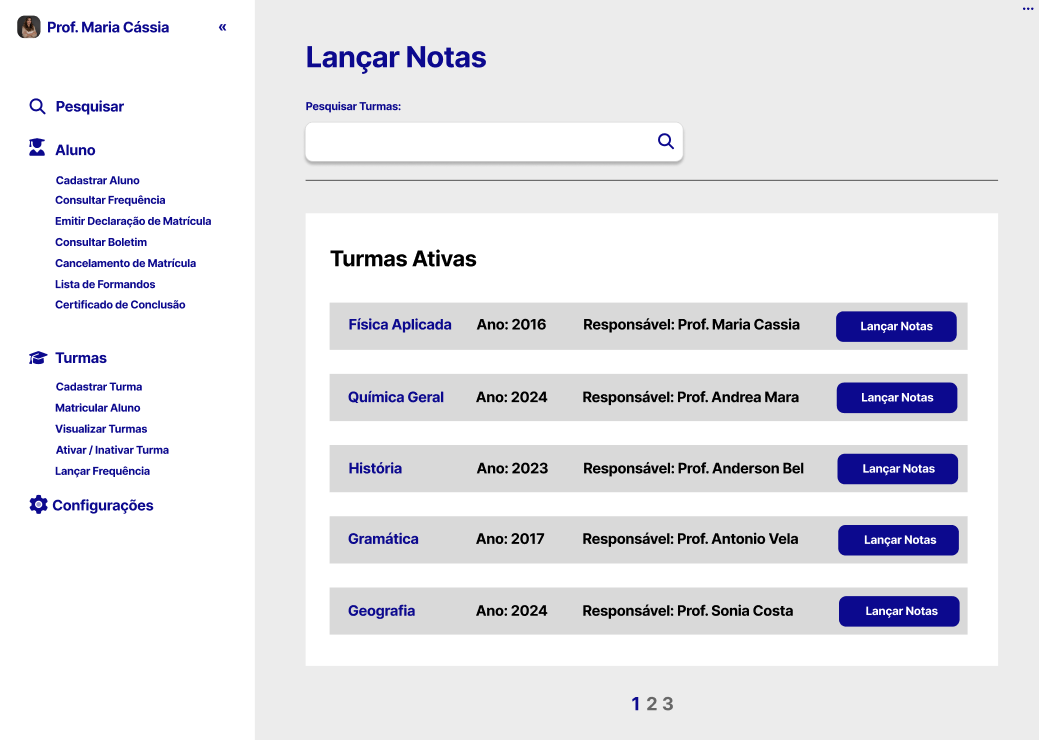 Prof. Maria Cássia «
Pesquisar
Aluno
Cadastrar Aluno
Consultar Frequência
Emitir Declaração de Matrícula
Consultar Boletim
Cancelamento de Matrícula
Lista de Formandos
Certificado de Conclusão
Turmas
Cadastrar Turma
Matricular Aluno
Visualizar Turmas
Ativar / Inativar Turma
Lançar Frequência
Configurações
...
Lançar Notas
Pesquisar Turmas:
Turmas Ativas
Física Aplicada Ano: 2016 Responsável: Prof. Maria Cassia Lançar Notas
Química Geral Ano: 2024 Responsável: Prof. Andrea Mara Lançar Notas
História Ano: 2023 Responsável: Prof. Anderson Bel Lançar Notas
Gramática Ano: 2017 Responsável: Prof. Antonio Vela Lançar Notas
Geografia Ano: 2024 Responsável: Prof. Sonia Costa Lançar Notas
1 2 3